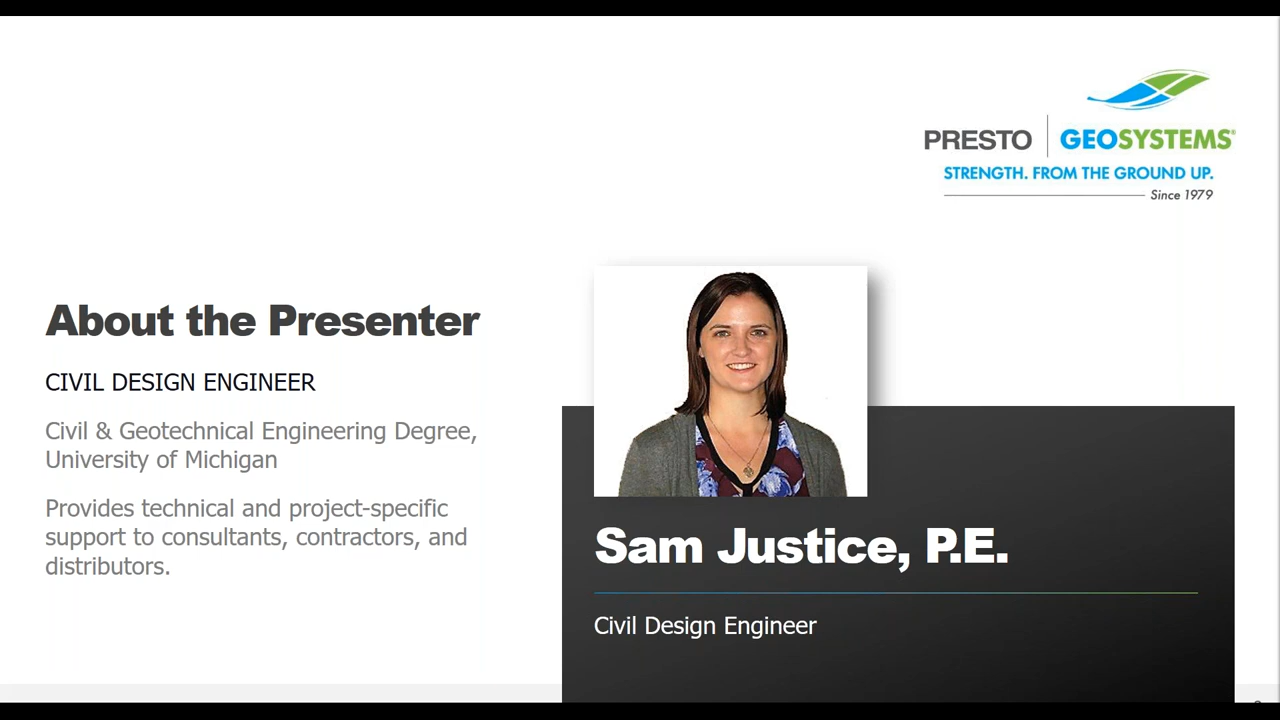 PRESTO GEOSYSTEMS®
STRENGTH. FROM THE GROUND UP.
Since 1979
About the Presenter
CIVIL DESIGN ENGINEER
Civil & Geotechnical Engineering Degree,
University of Michigan
Provides technical and project-specific
support to consultants, contractors, and
distributors.
Sam Justice, P.E.
Civil Design Engineer